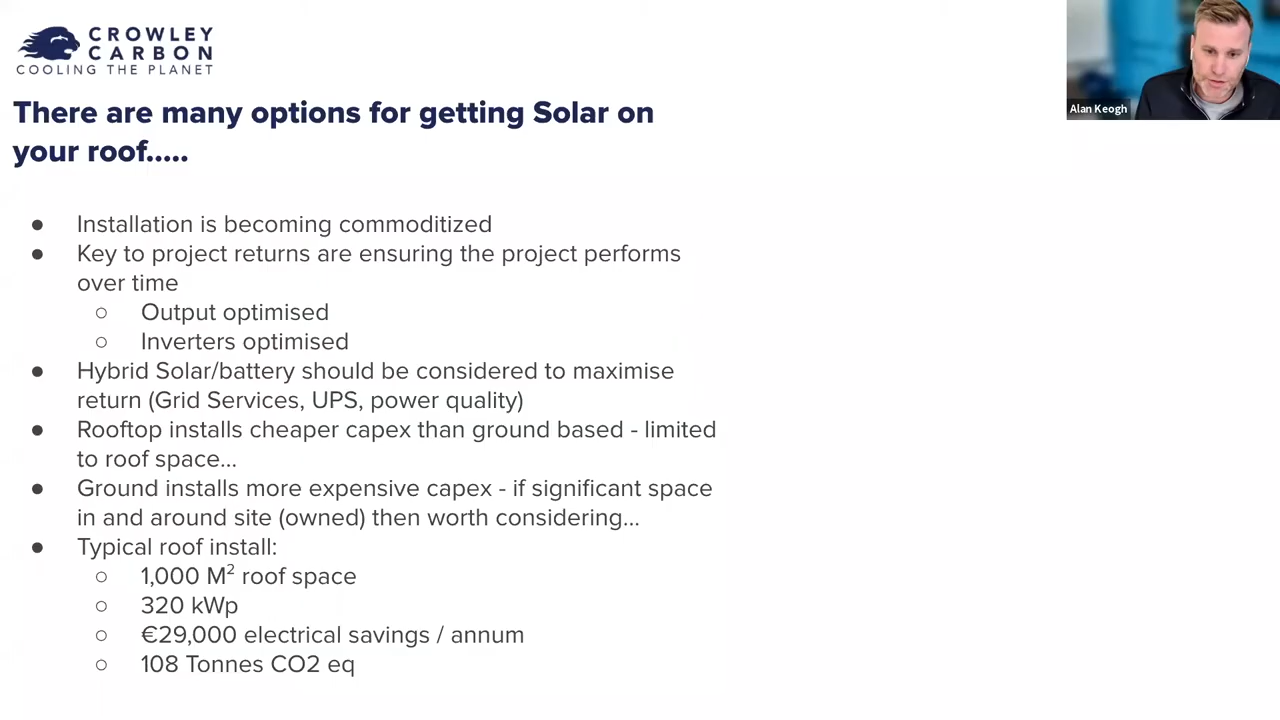 CROWLEY
CARBON
COOLING THE PLANET
Alan Keogh
There are many options for getting Solar on
your roof.....
● Installation is becoming commoditized
● Key to project returns are ensuring the project performs
over time
○ Output optimised
○ Inverters optimised
● Hybrid Solar/battery should be considered to maximise
return (Grid Services, UPS, power quality)
● Rooftop installs cheaper capex than ground based - limited
to roof space...
● Ground installs more expensive capex - if significant space
in and around site (owned) then worth considering...
● Typical roof install:
○ 1,000 M² roof space
○ 320 kWp
○ €29,000 electrical savings / annum
○ 108 Tonnes CO2 eq